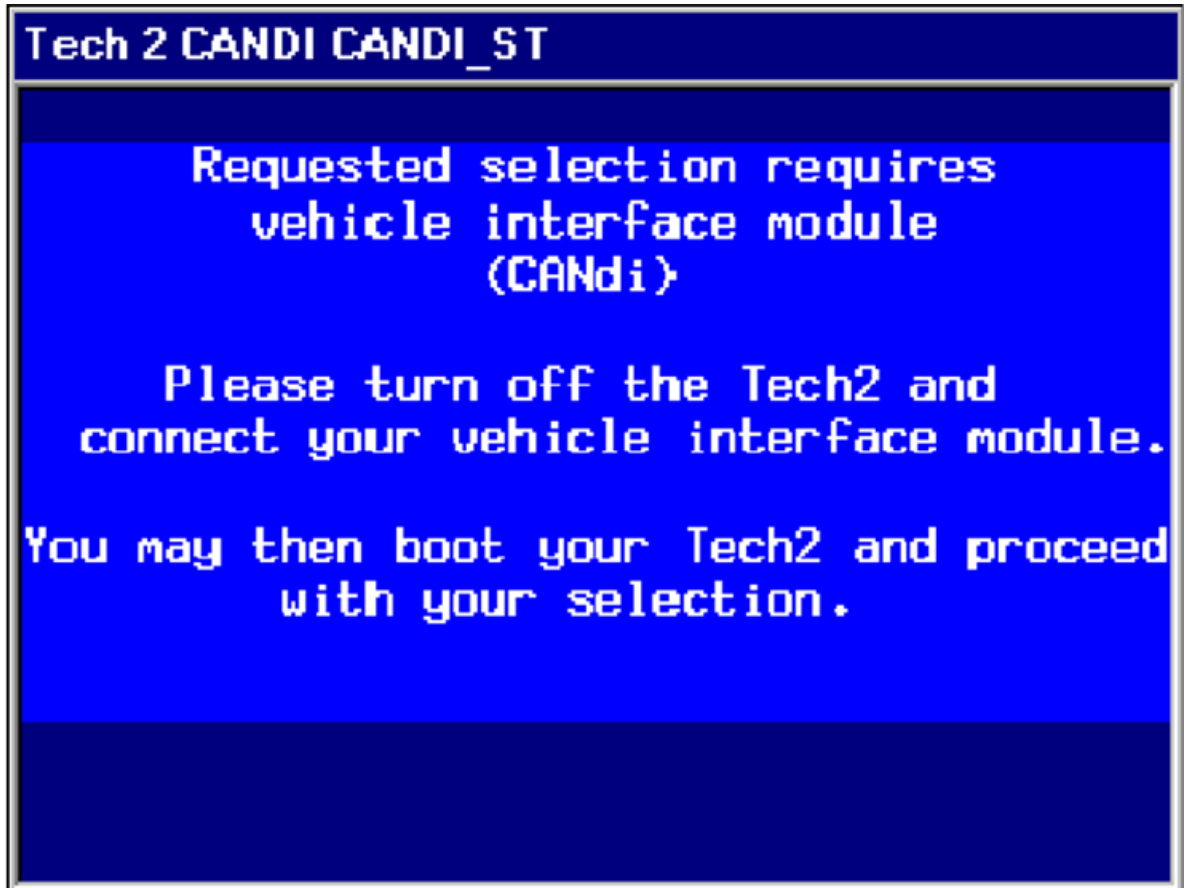 Tech 2 CANDI CANDI_ST
Requested selection requires
vehicle interface module
(CANdi)
Please turn off the Tech2 and
connect your vehicle interface module.
You may then boot your Tech2 and proceed
with your selection.